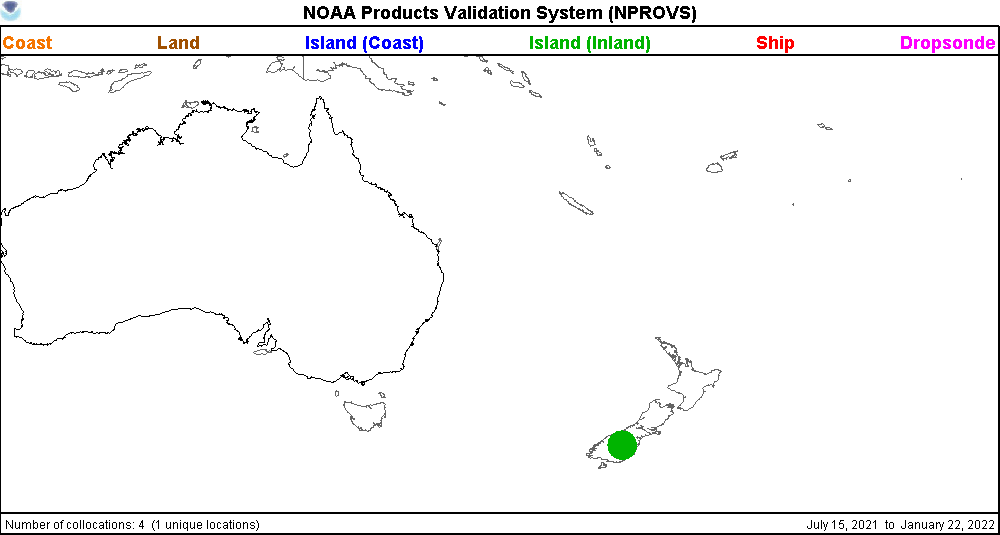 NOAA Products Validation System (NPROVS)
Coast Land Island (Coast) Island (Inland) Ship Dropsonde
Number of collocations: 4 (1 unique locations) July 15, 2021 to January 22, 2022